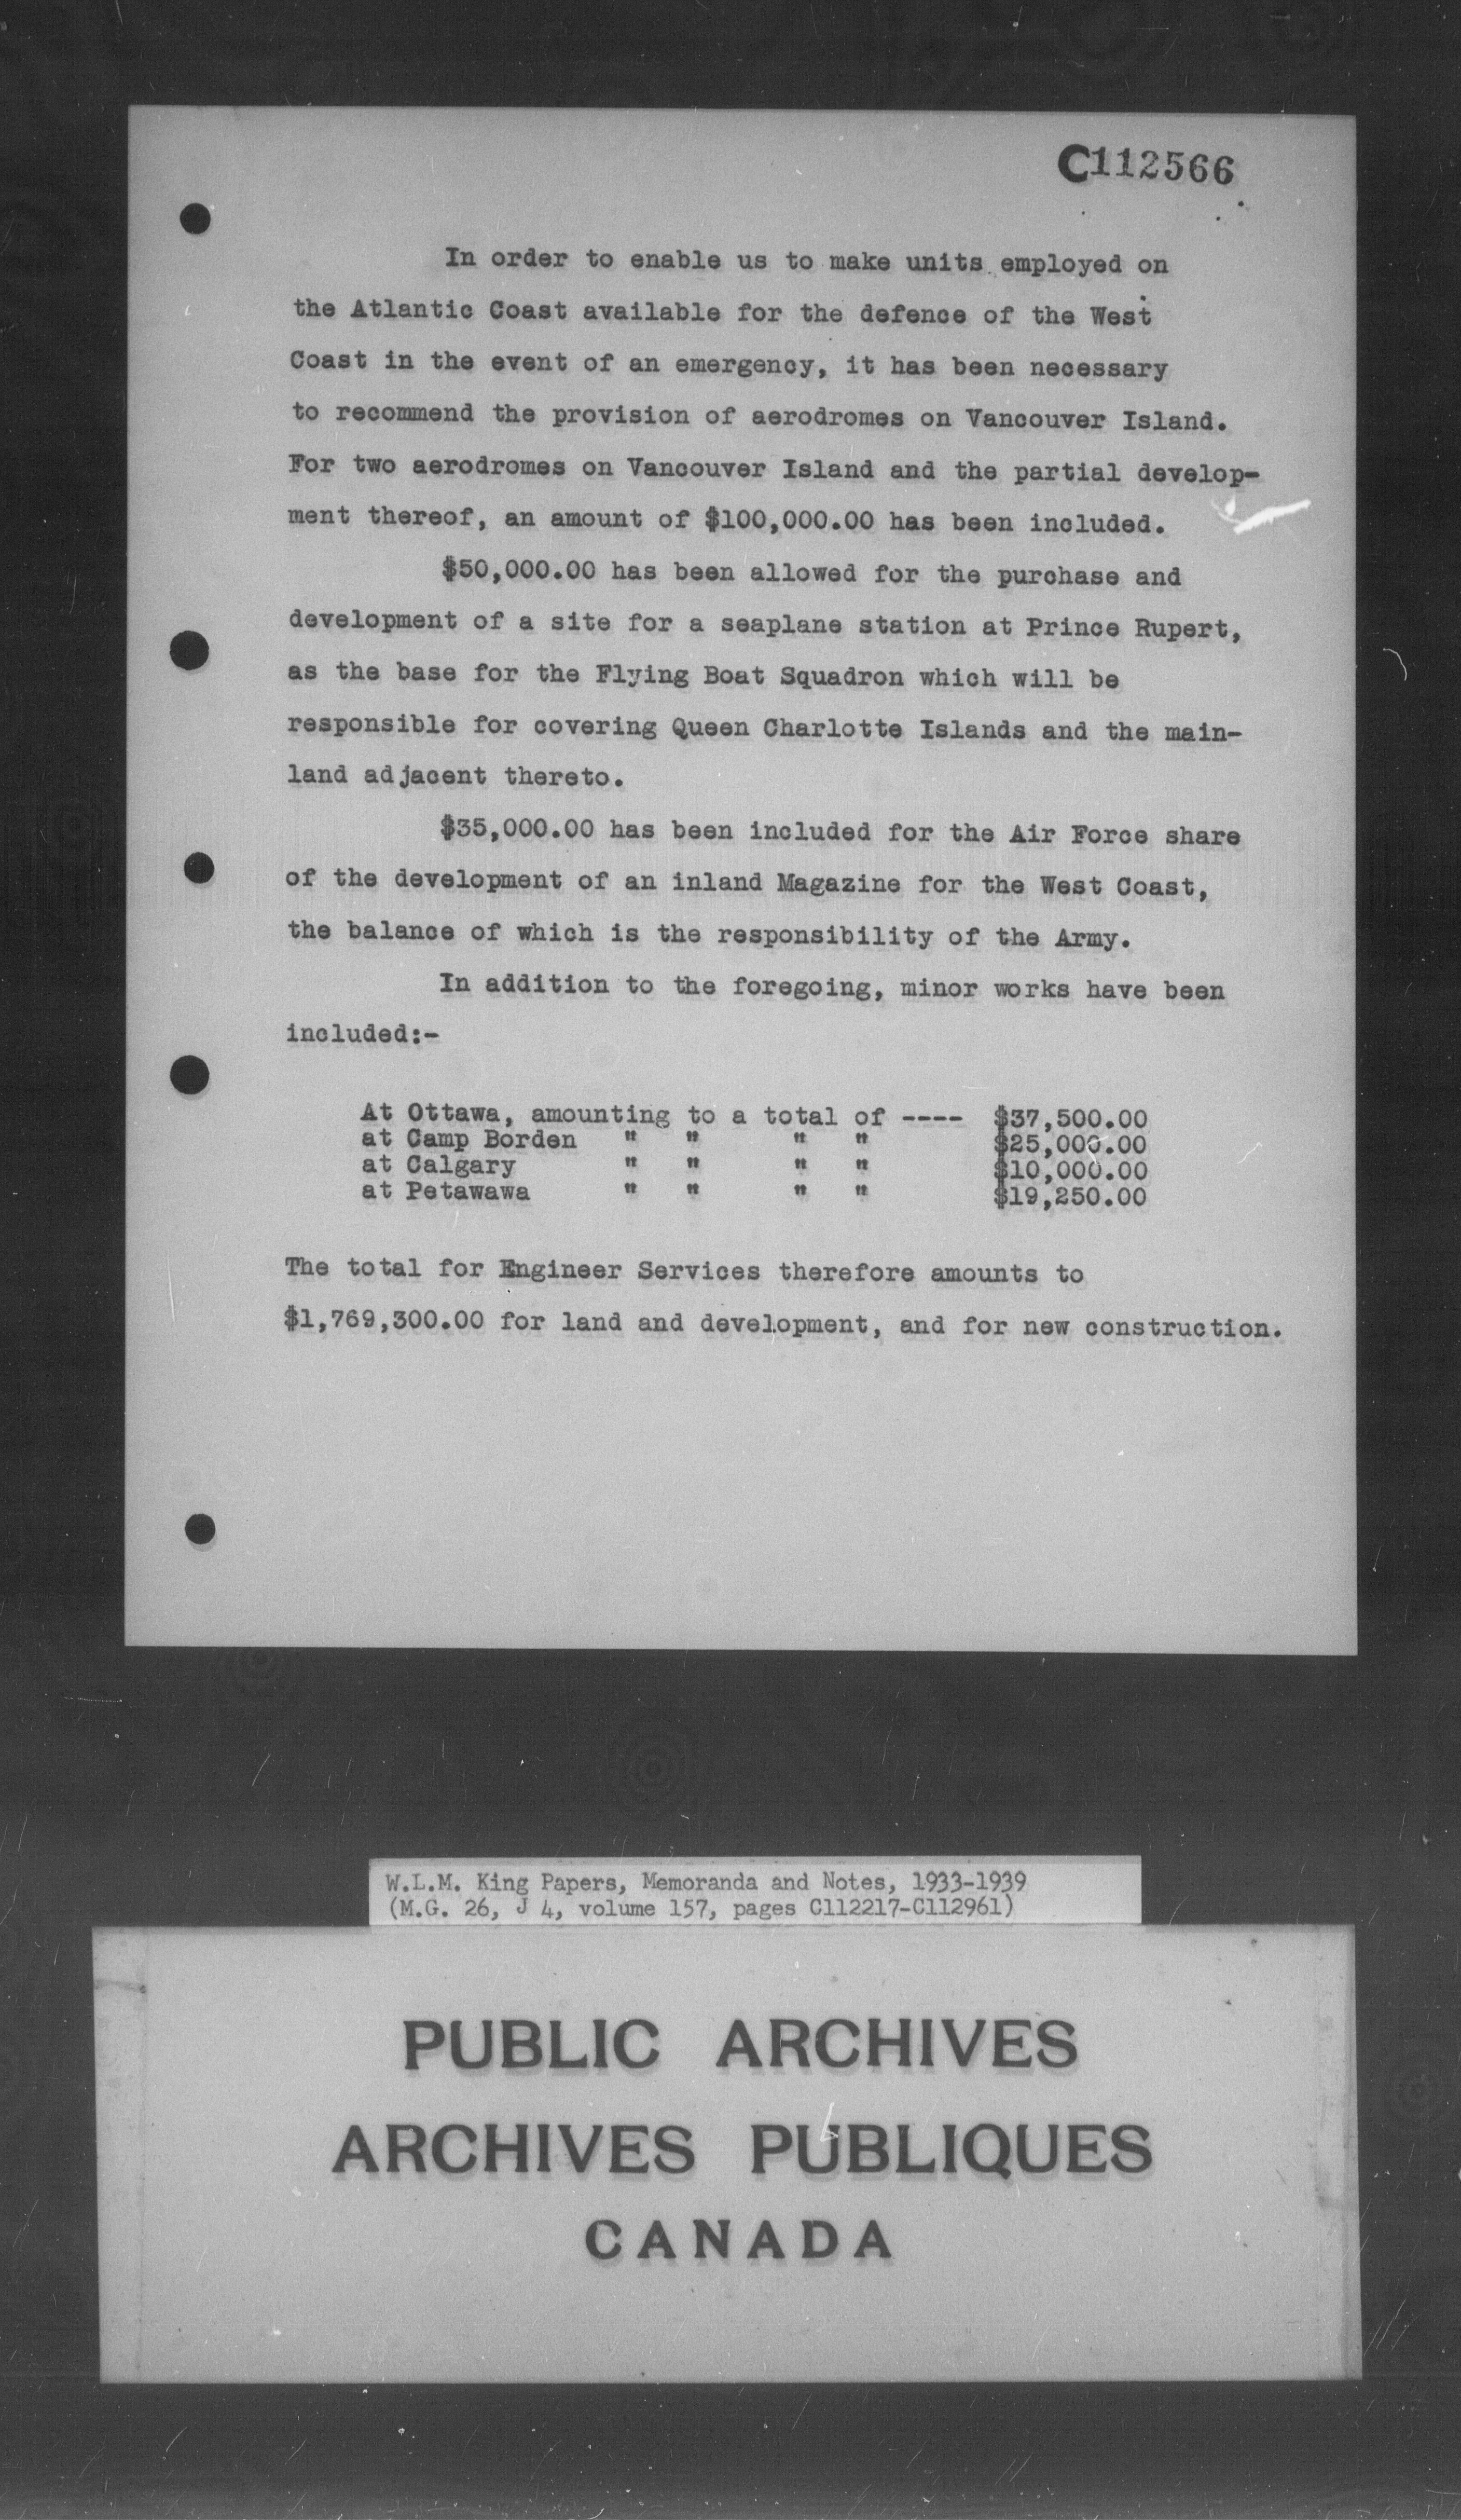 C112566
In order to enable us to make units employed on
the Atlantic Coast available for the defence of the West
Coast in the event of an emergency, it has been necessary
to recommend the provision of aerodromes on Vancouver Island.
For two aerodromes on Vancouver Island and the partial develop-
ment thereof, an amount of $100,000.00 has been included.
$50,000.00 has been allowed for the purchase and
development of a site for a seaplane station at Prince Rupert,
as the base for the Flying Boat Squadron which will be
responsible for covering Queen Charlotte Islands and the main-
land adjacent thereto.
$35,000.00 has been included for the Air Force share
of the development of an inland Magazine for the West Coast,
the balance of which is the responsibility of the Army.
In addition to the foregoing, minor works have been
included:-
At Ottawa, amounting to a total of ---- $37,500.00
at Camp Borden " " " " $25,000.00
at Calgary " " " " $10,000.00
at Petawawa " " " " $19,250.00
The total for Engineer Services therefore amounts to
$1,769,300.00 for land and development, and for new construction.
W.L.M. King Papers, Memoranda and Notes, 1933-1939
(M.G. 26, J 4, volume 157, pages C112217-C112961)
PUBLIC ARCHIVES
ARCHIVES PUBLIQUES
CANADA